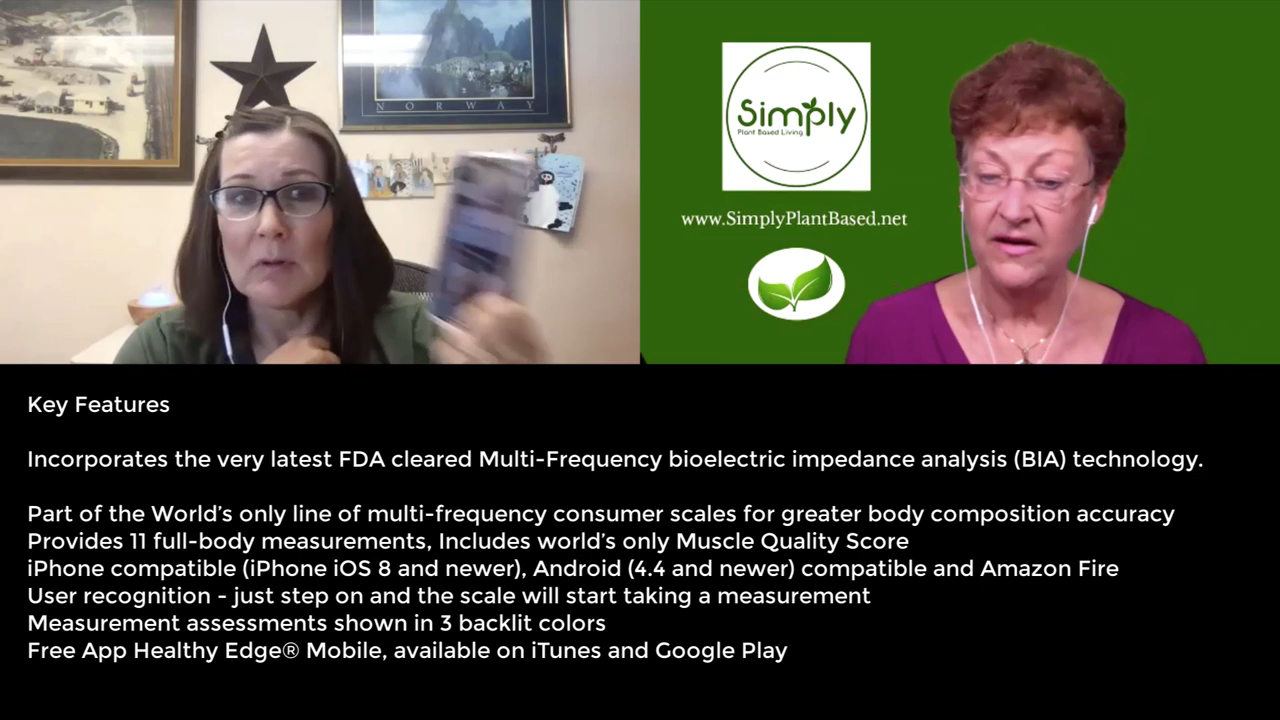 NORWAY
Simply
Plant Based Living
www.SimplyPlantBased.net
Key Features
Incorporates the very latest FDA cleared Multi-Frequency bioelectric impedance analysis (BIA) technology.
Part of the World’s only line of multi-frequency consumer scales for greater body composition accuracy
Provides 11 full-body measurements, Includes world’s only Muscle Quality Score
iPhone compatible (iPhone iOS 8 and newer), Android (4.4 and newer) compatible and Amazon Fire
User recognition - just step on and the scale will start taking a measurement
Measurement assessments shown in 3 backlit colors
Free App Healthy Edge® Mobile, available on iTunes and Google Play